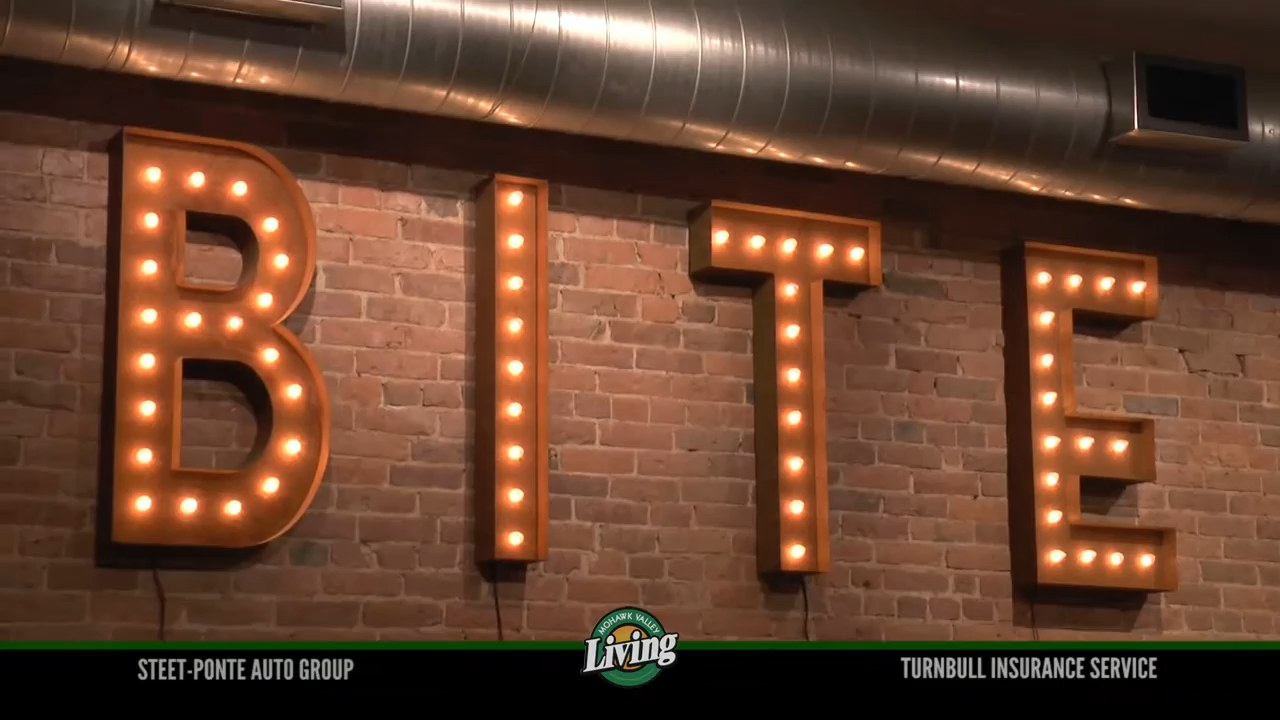 BITE
MOHAWK VALLEY
Living
STEET-PONTE AUTO GROUP
TURNBULL INSURANCE SERVICE